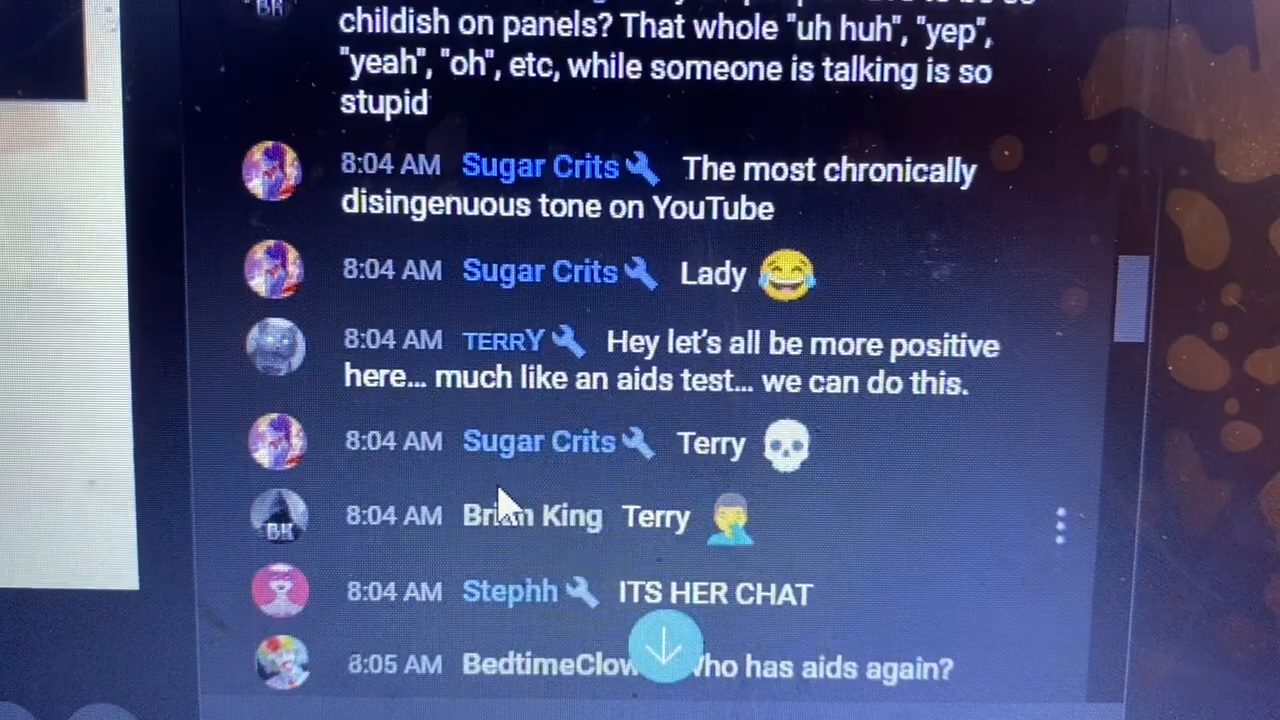 childish on panels? That whole "uh huh", "yep",
"yeah", "oh", etc, while someone is talking is so
stupid
8:04 AM Sugar Crits The most chronically
disingenuous tone on YouTube
8:04 AM Sugar Crits Lady 😂
8:04 AM TERRY Hey let's all be more positive
here... much like an aids test... we can do this.
8:04 AM Sugar Crits Terry 💀
BK 8:04 AM Brian King Terry 🤦‍♂️
8:04 AM Stephh ITS HER CHAT
8:05 AM has aids again?